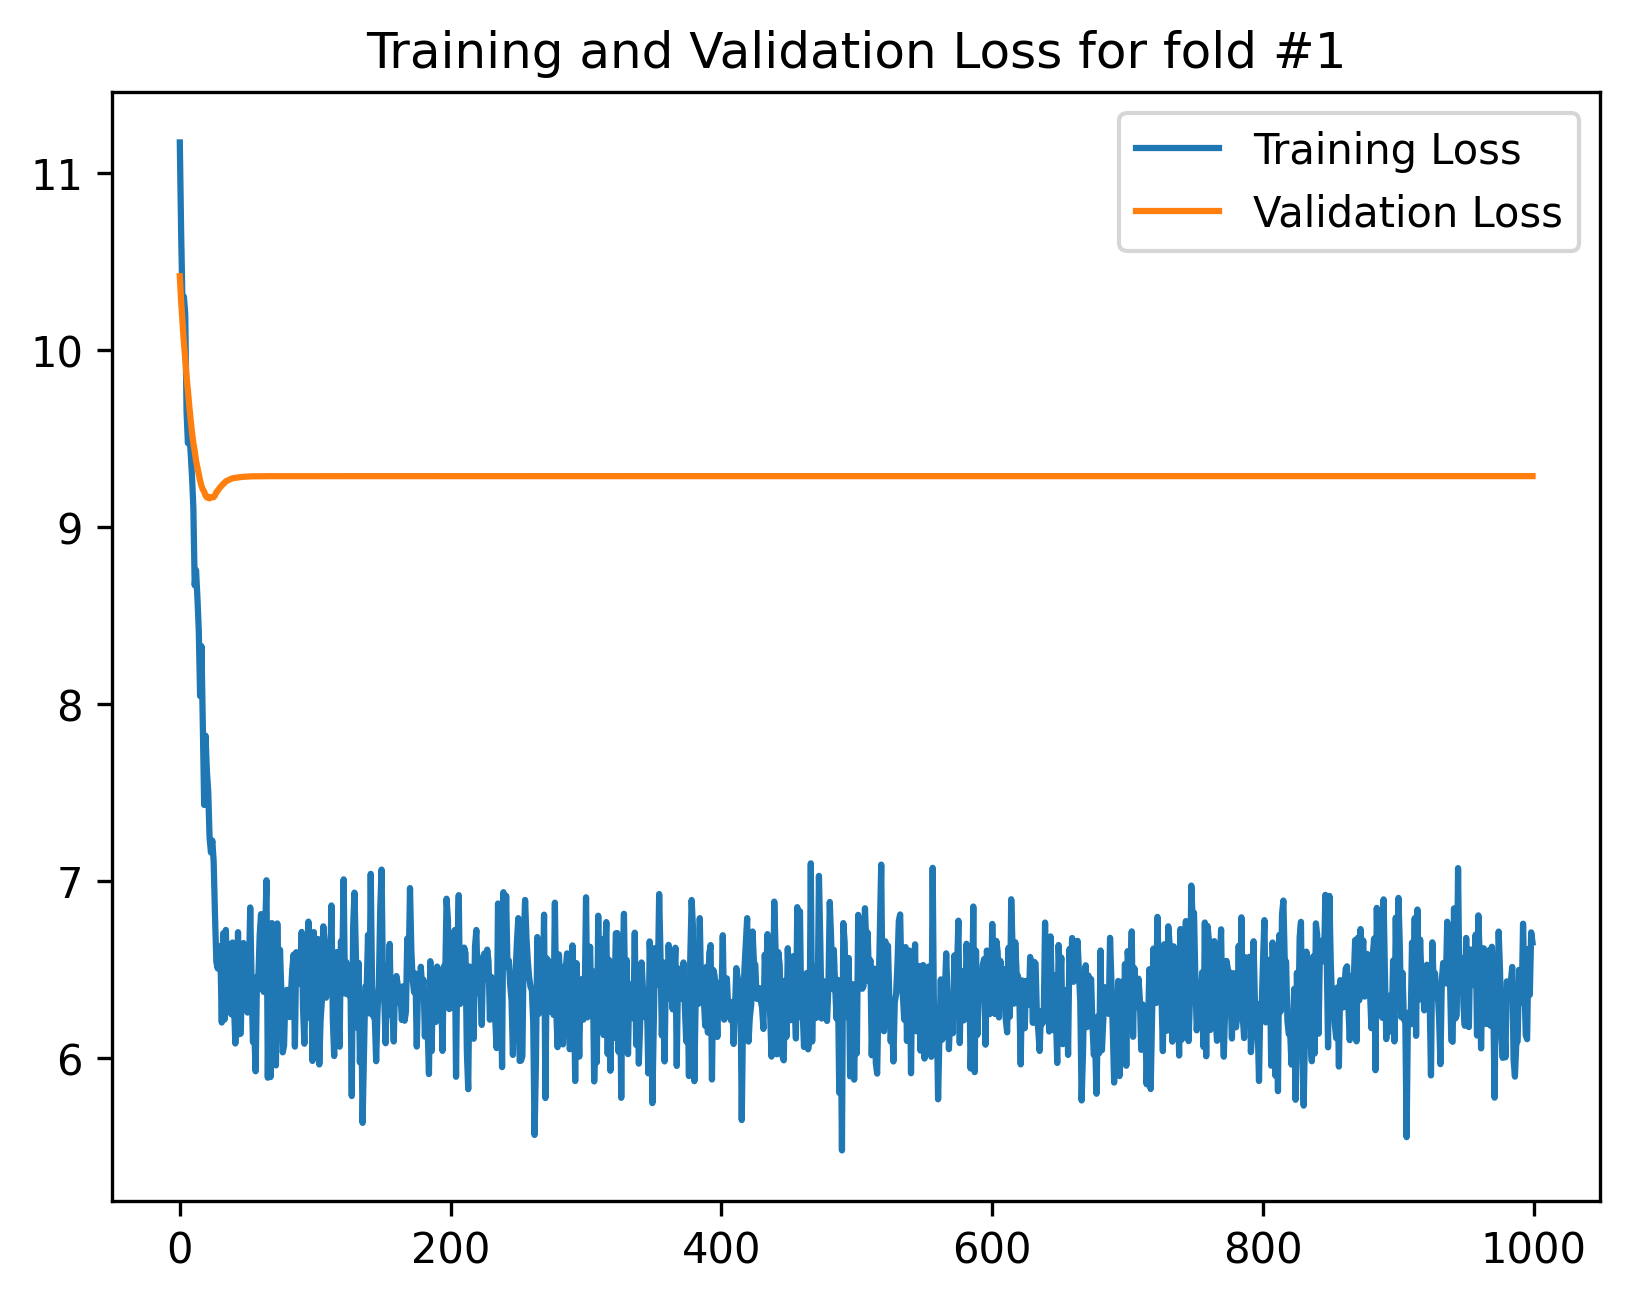 Training and Validation Loss for fold #1
Training Loss
Validation Loss
11
10
9
8
7
6
0 200 400 600 800 1000